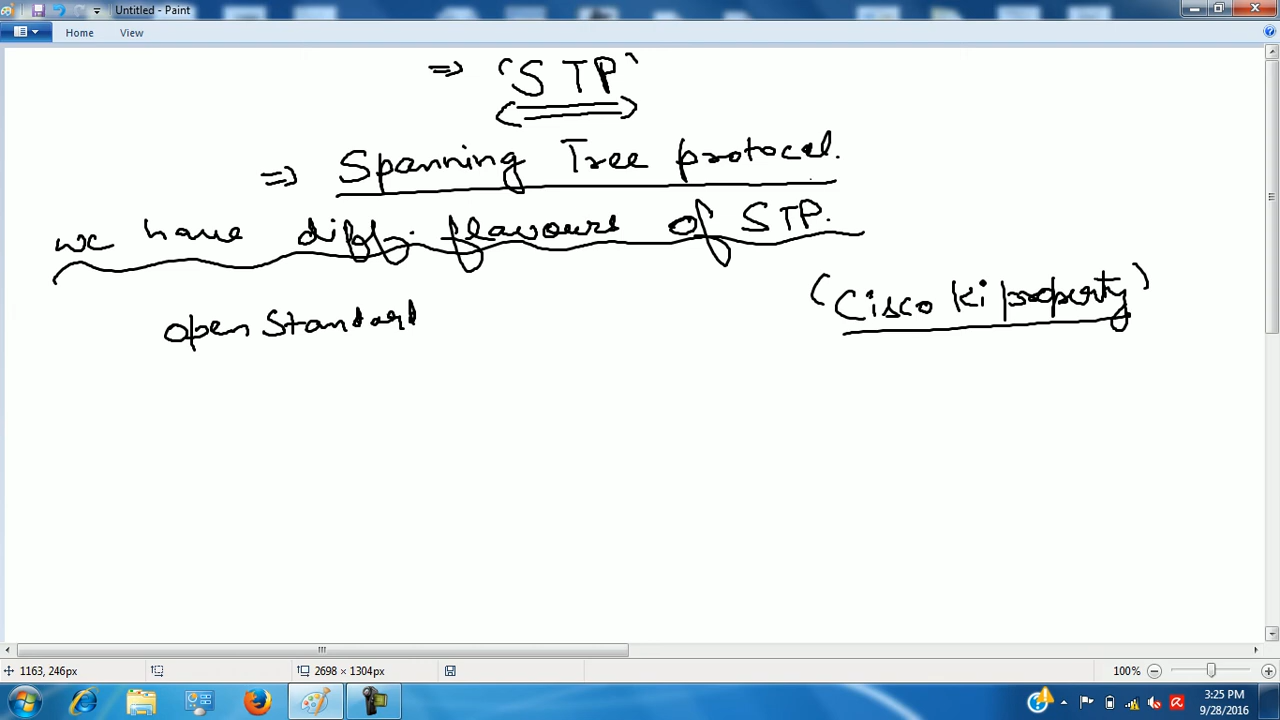 Untitled - Paint
Home View
⇒ 'STP'
⇒ Spanning Tree protocal.
we have diff. flavours of STP.
(Cisco ki property)
open Standard
1163, 246px 2698 × 1304px 100%
3:25 PM
9/28/2016